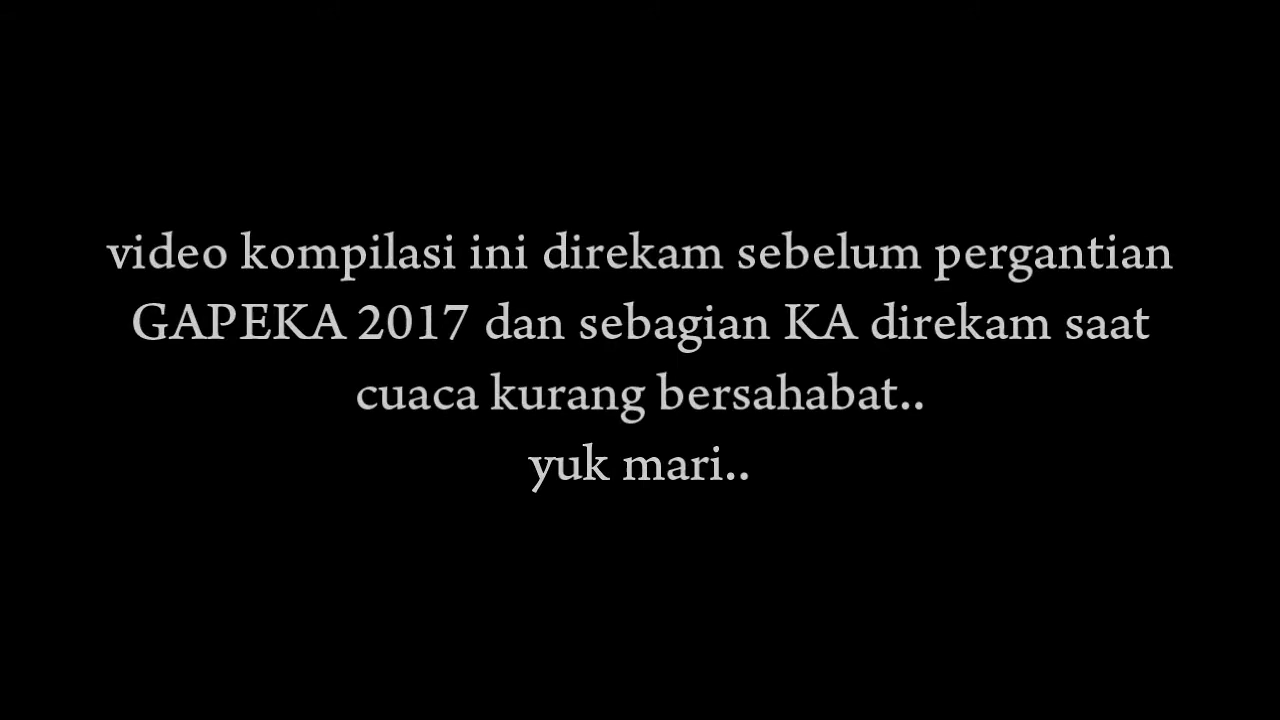 video kompilasi ini direkam sebelum pergantian
GAPEKA 2017 dan sebagian KA direkam saat
cuaca kurang bersahabat..
yuk mari..